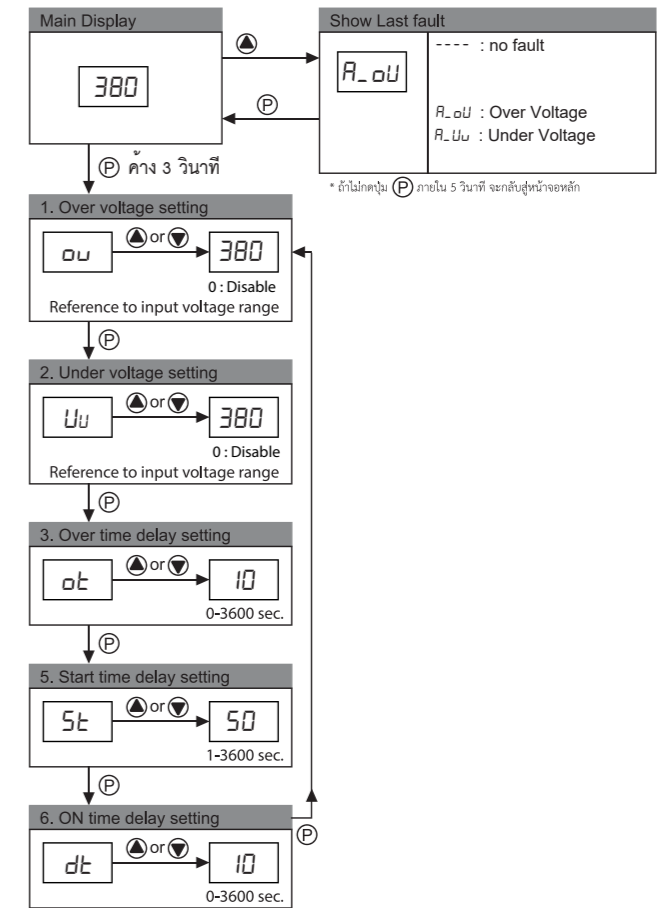 Main Display
380
P
P ค้าง 3 วินาที
Show Last fault
A_oU
---- : no fault
A_oU : Over Voltage
A_Uu : Under Voltage
* ถ้าไม่กดปุ่ม P ภายใน 5 วินาที จะกลับสู่หน้าจอหลัก
1. Over voltage setting
ou or 380
0 : Disable
Reference to input voltage range
P
2. Under voltage setting
Uu or 380
0 : Disable
Reference to input voltage range
P
3. Over time delay setting
ot or 10
0-3600 sec.
P
5. Start time delay setting
St or 50
1-3600 sec.
P
6. ON time delay setting
P
dt or 10
0-3600 sec.